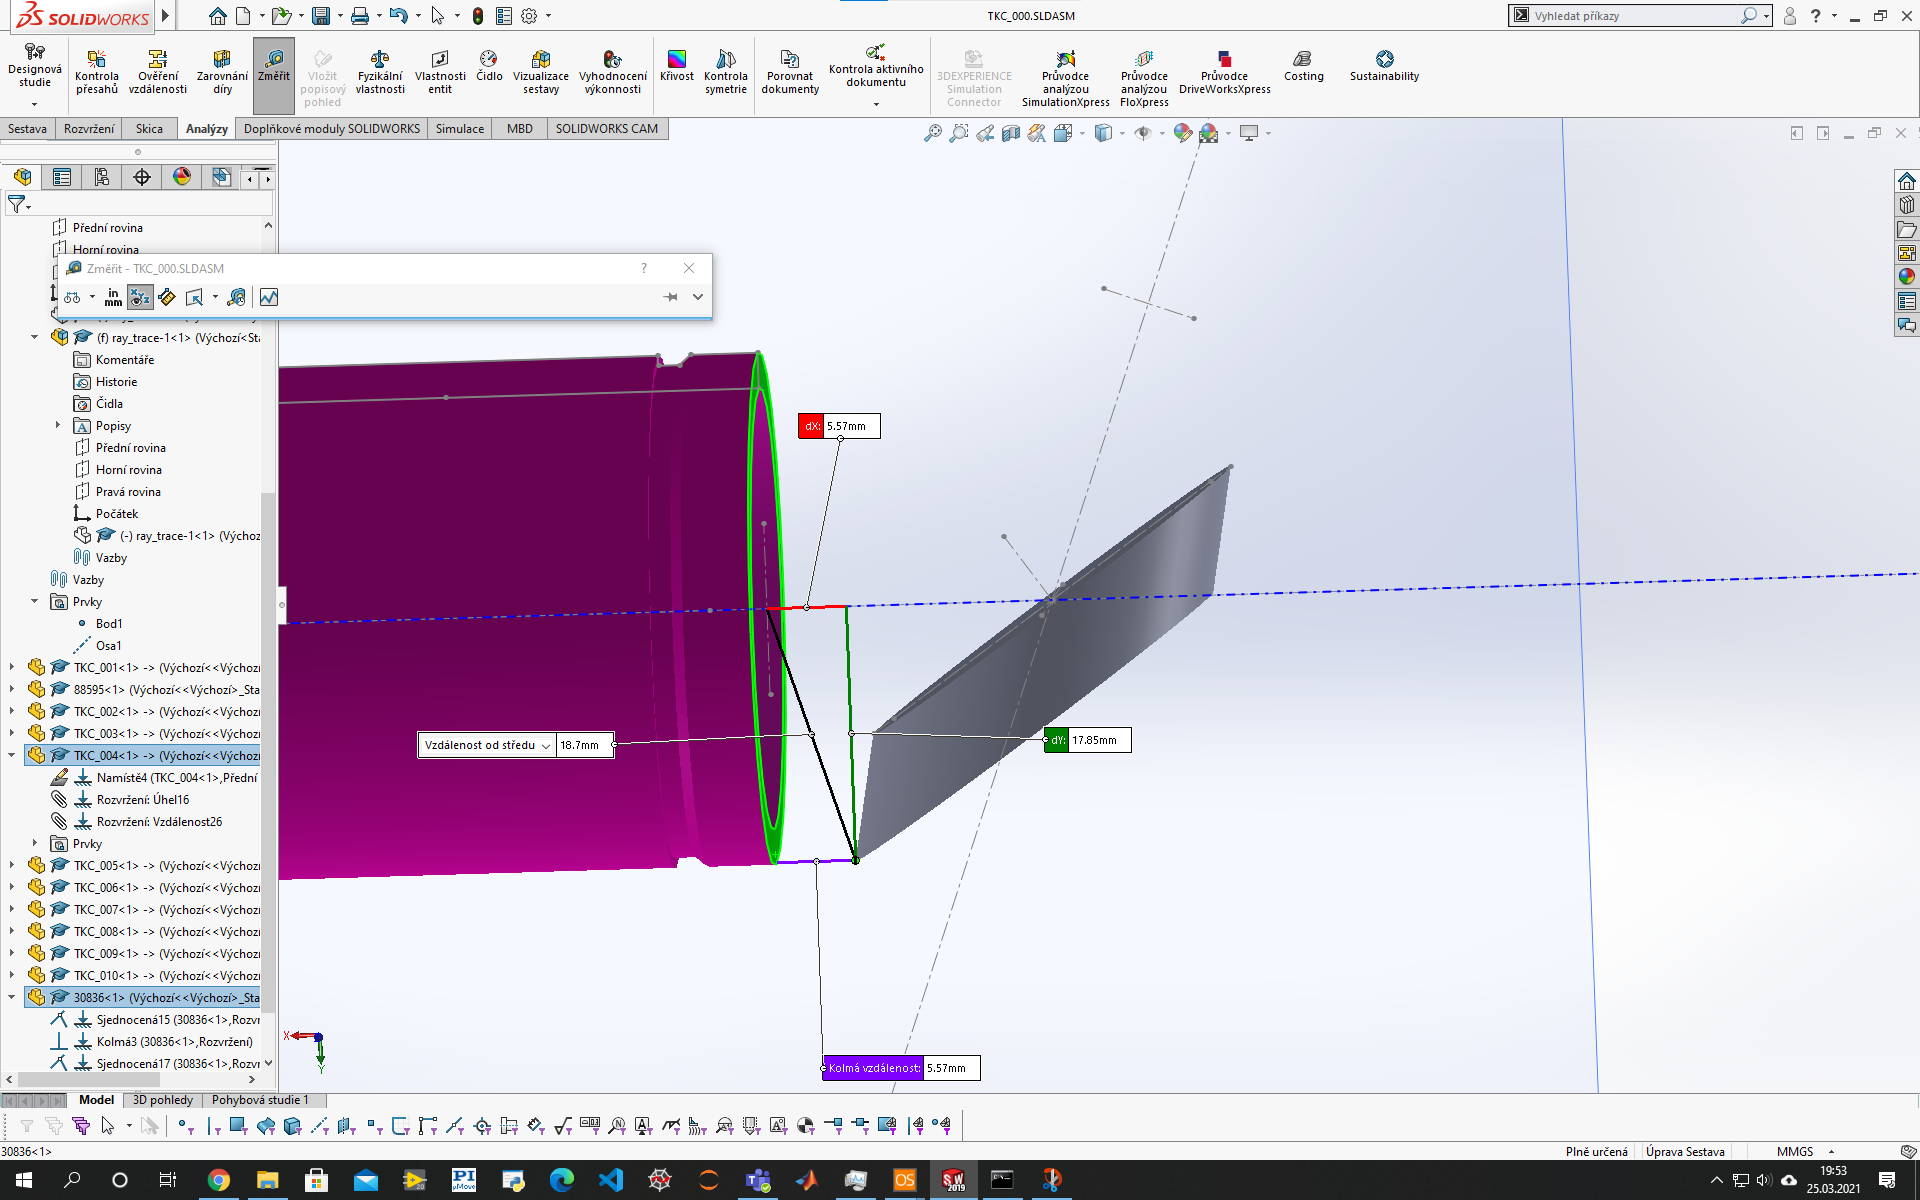 SOLIDWORKS
TKC_000.SLDASM
Vyhledat příkazy
Designová studie
Kontrola přesahů
Ověření vzdálenosti
Zarovnání díry
Změřit
Vložit popisový pohled
Fyzikální vlastnosti
Vlastnosti entit
Čidlo
Vizualizace sestavy
Vyhodnocení výkonnosti
Křivost
Kontrola symetrie
Porovnat dokumenty
Kontrola aktivního dokumentu
3DEXPERIENCE Simulation Connector
Průvodce analýzou SimulationXpress
Průvodce analýzou FloXpress
Průvodce DriveWorksXpress
Costing
Sustainability
Sestava
Rozvržení
Skica
Analýzy
Doplňkové moduly SOLIDWORKS
Simulace
MBD
SOLIDWORKS CAM
Přední rovina
Horní rovina
Změřit - TKC_000.SLDASM
?
in
mm
(f) ray_trace-1<1> (Výchozí<Sta
Komentáře
Historie
Čidla
Popisy
Přední rovina
Horní rovina
Pravá rovina
Počátek
(-) ray_trace-1<1> (Výchoz
Vazby
Vazby
Prvky
Bod1
Osa1
TKC_001<1> -> (Výchozí<<Výchozí
88595<1> (Výchozí<<Výchozí>_Sta
TKC_002<1> -> (Výchozí<<Výchozí
TKC_003<1> -> (Výchozí<<Výchozí
TKC_004<1> -> (Výchozí<<Výchozí
Namístě4 (TKC_004<1>,Přední
Rozvržení: Úhel16
Rozvržení: Vzdálenost26
Prvky
TKC_005<1> -> (Výchozí<<Výchozí
TKC_006<1> -> (Výchozí<<Výchozí
TKC_007<1> -> (Výchozí<<Výchozí
TKC_008<1> -> (Výchozí<<Výchozí
TKC_009<1> -> (Výchozí<<Výchozí
TKC_010<1> -> (Výchozí<<Výchozí
30836<1> (Výchozí<<Výchozí>_Sta
Sjednocená15 (30836<1>,Rozvr
Kolmá3 (30836<1>,Rozvržení)
Sjednocená17 (30836<1>,Rozvr
dX: 5.57mm
Vzdálenost od středu 18.7mm
dY: 17.85mm
Kolmá vzdálenost: 5.57mm
X
Y
Model
3D pohledy
Pohybová studie 1
30836<1>
Plně určená
Úprava Sestava
MMGS
PI
µMove
OS
SW
2019
19:53
25.03.2021